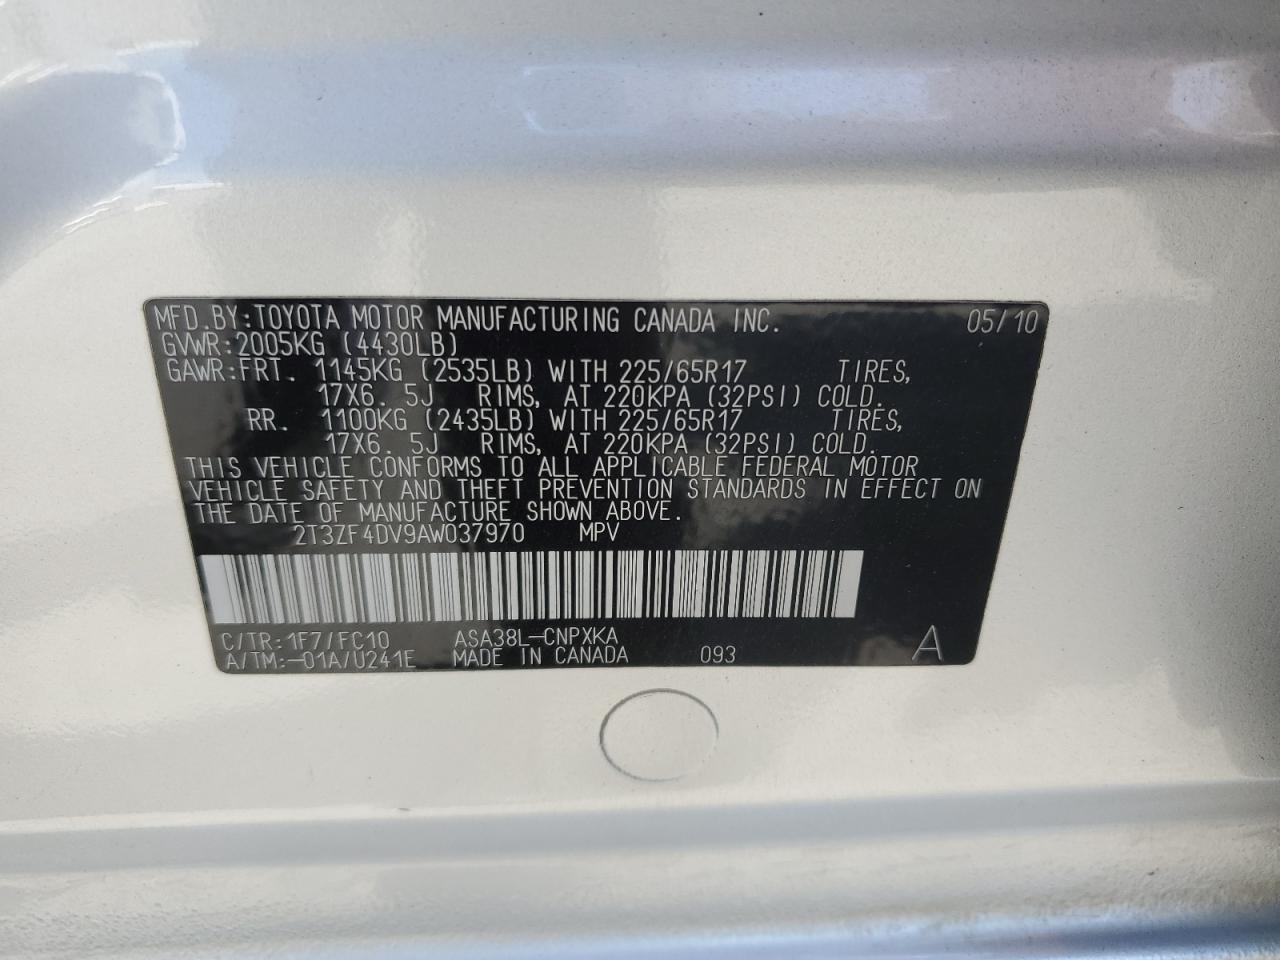 MFD.BY:TOYOTA MOTOR MANUFACTURING CANADA INC. 05/10
GVWR:2005KG (4430LB)
GAWR:FRT. 1145KG (2535LB) WITH 225/65R17 TIRES,
17X6. 5J RIMS, AT 220KPA (32PSI) COLD.
RR. 1100KG (2435LB) WITH 225/65R17 TIRES,
17X6. 5J RIMS, AT 220KPA (32PSI) COLD.
THIS VEHICLE CONFORMS TO ALL APPLICABLE FEDERAL MOTOR
VEHICLE SAFETY AND THEFT PREVENTION STANDARDS IN EFFECT ON
THE DATE OF MANUFACTURE SHOWN ABOVE.
2T3ZF4DV9AW037970 MPV
C/TR: 1F7/FC10 ASA38L-CNPXKA
A/TM:-01A/U241E MADE IN CANADA 093 A